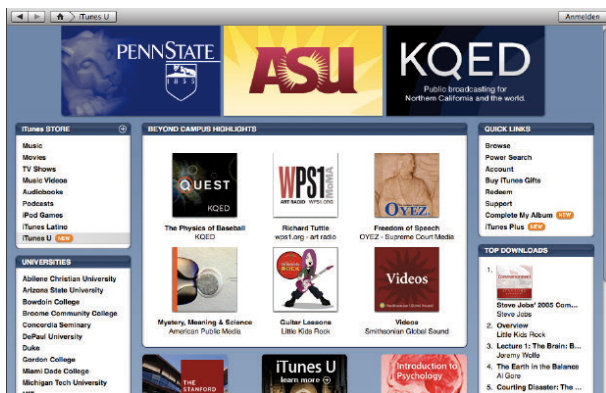 iTunes U
Anmelden
PENNSTATE
1855
ASU
KQED
Public broadcasting for
Northern California and the world.
iTunes STORE
Music
Movies
TV Shows
Music Videos
Audiobooks
Podcasts
iPod Games
iTunes Latino
iTunes U NEW
UNIVERSITIES
Abilene Christian University
Arizona State University
Bowdoin College
Broome Community College
Concordia Seminary
DePaul University
Duke
Gordon College
Miami Dade College
Michigan Tech University
MIT
BEYOND CAMPUS HIGHLIGHTS
QUEST
KQED
The Physics of Baseball
KQED
WPS1
MoMA
ART RADIO WPS1.ORG
Richard Tuttle
wps1.org - art radio
OYEZ
Freedom of Speech
OYEZ - Supreme Court Media
Mystery, Meaning & Science
American Public Media
ROCK
Guitar Lessons
Little Kids Rock
Videos
Smithsonian Global Sound
Videos
Smithsonian Global Sound
THE
STANFORD
iTunes U
learn more
Introduction to
Psychology
QUICK LINKS
Browse
Power Search
Account
Buy iTunes Gifts
Redeem
Support
Complete My Album NEW
iTunes Plus NEW
TOP DOWNLOADS
1.
Steve Jobs' 2005 Com...
Steve Jobs
2. Overview
Little Kids Rock
3. Lecture 1: The Brain: B...
Jeremy Wolfe
4. The Earth in the Balance
Al Gore
5. Courting Disaster: The ...